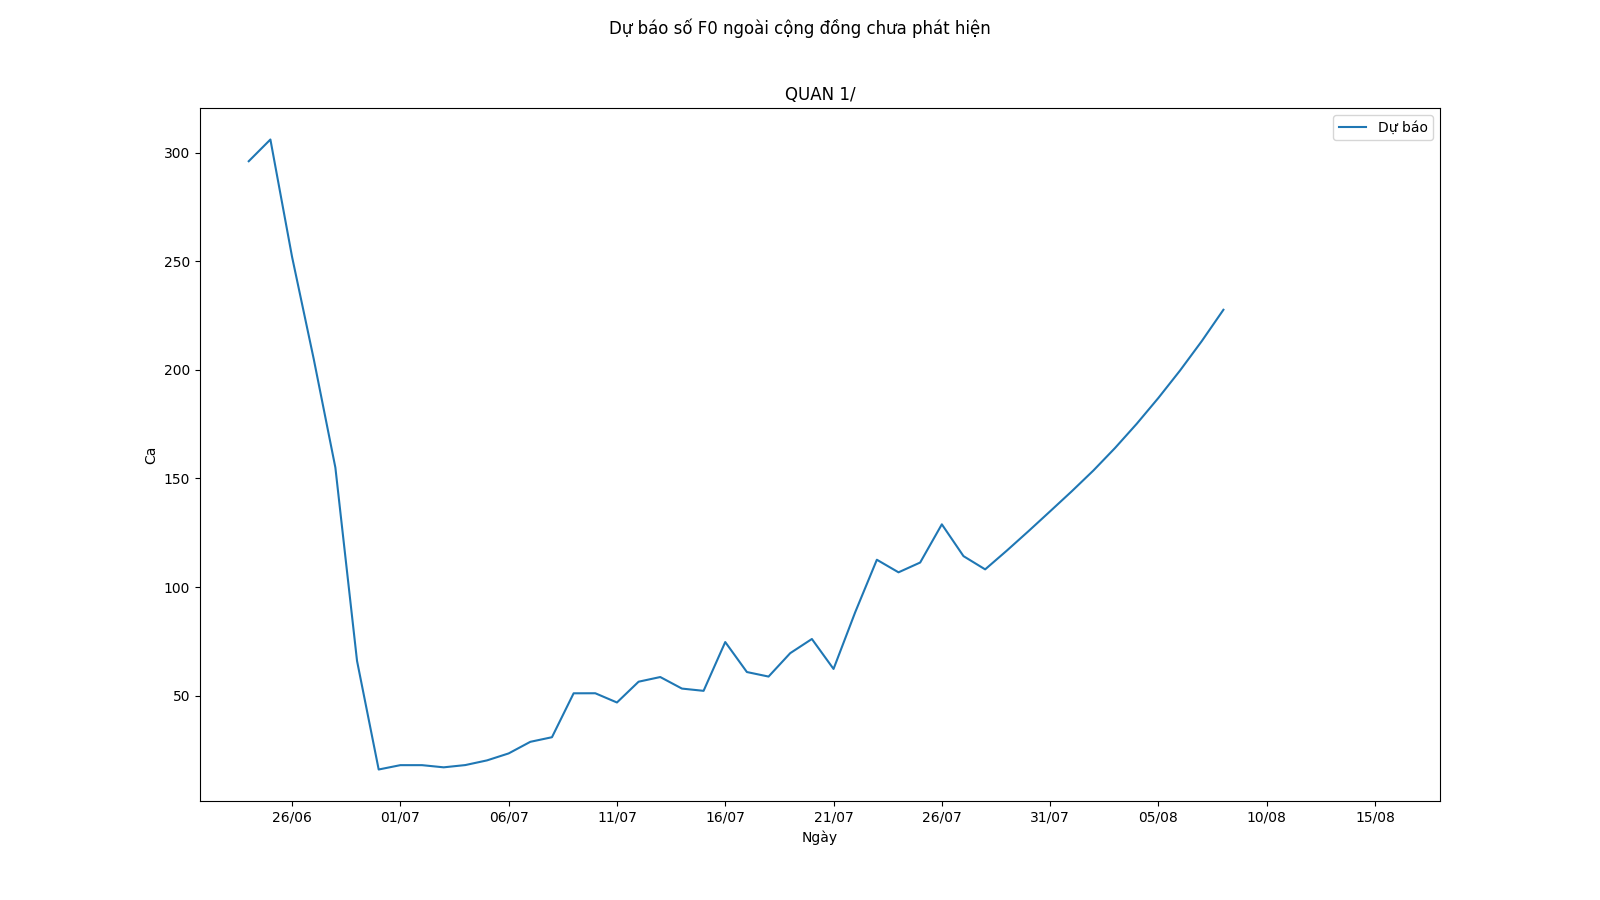 Dự báo số F0 ngoài cộng đồng chưa phát hiện
QUAN 1/
Dự báo
300
250
200
150
100
50
Ca
26/06 01/07 06/07 11/07 16/07 21/07 26/07 31/07 05/08 10/08 15/08
Ngày